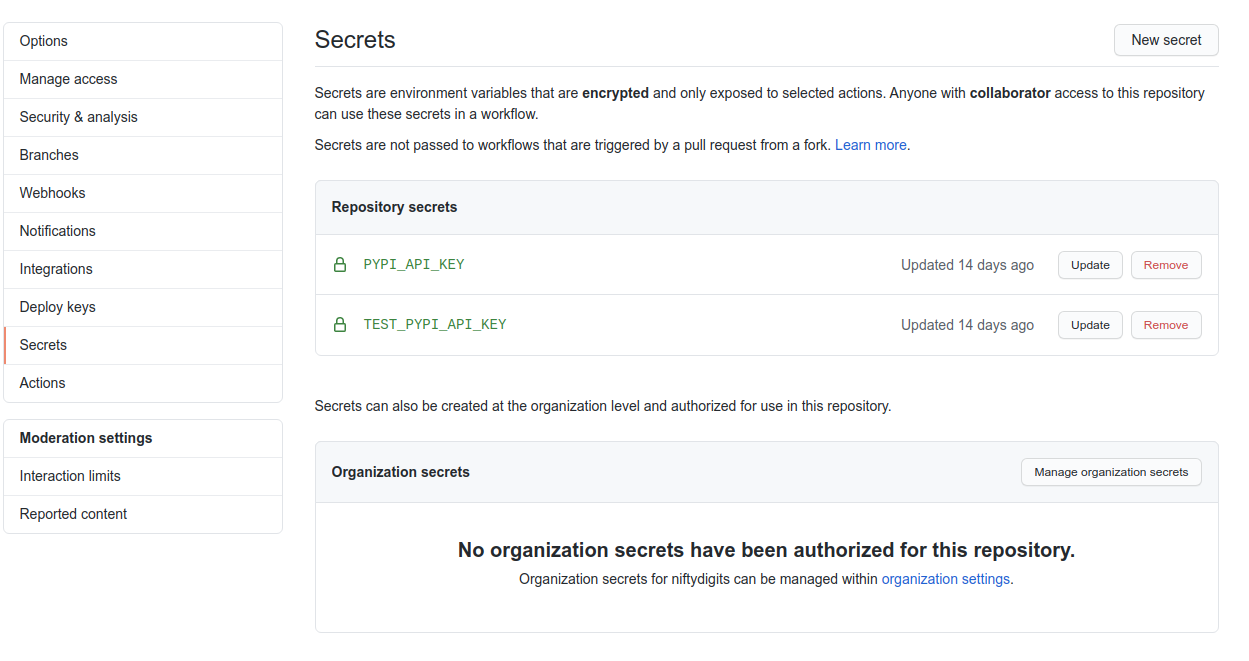 Options
Manage access
Security & analysis
Branches
Webhooks
Notifications
Integrations
Deploy keys
Secrets
Actions
Moderation settings
Interaction limits
Reported content
Secrets
New secret
Secrets are environment variables that are encrypted and only exposed to selected actions. Anyone with collaborator access to this repository
can use these secrets in a workflow.
Secrets are not passed to workflows that are triggered by a pull request from a fork. Learn more.
Repository secrets
PYPI_API_KEY Updated 14 days ago Update Remove
TEST_PYPI_API_KEY Updated 14 days ago Update Remove
Secrets can also be created at the organization level and authorized for use in this repository.
Organization secrets Manage organization secrets
No organization secrets have been authorized for this repository.
Organization secrets for niftydigits can be managed within organization settings.